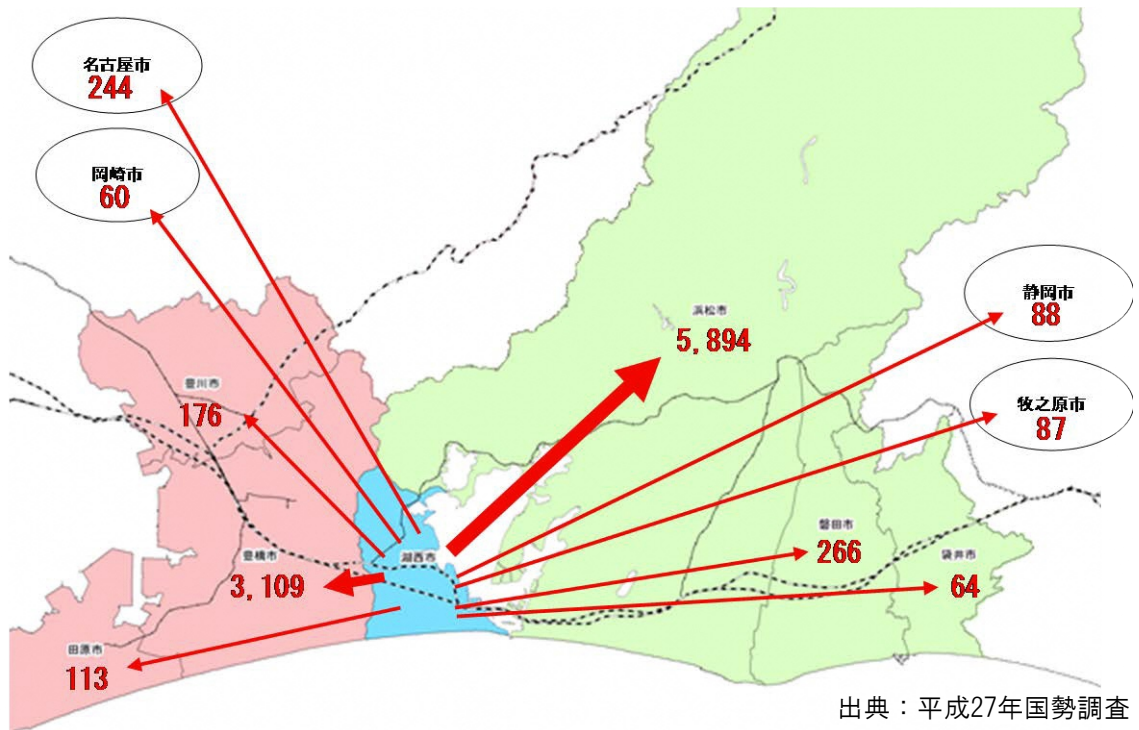 名古屋市
244
岡崎市
60
静岡市
88
浜松市
5,894
牧之原市
87
豊川市
176
磐田市
266
湖西市
豊橋市
3,109
袋井市
64
田原市
113
出典：平成27年国勢調査